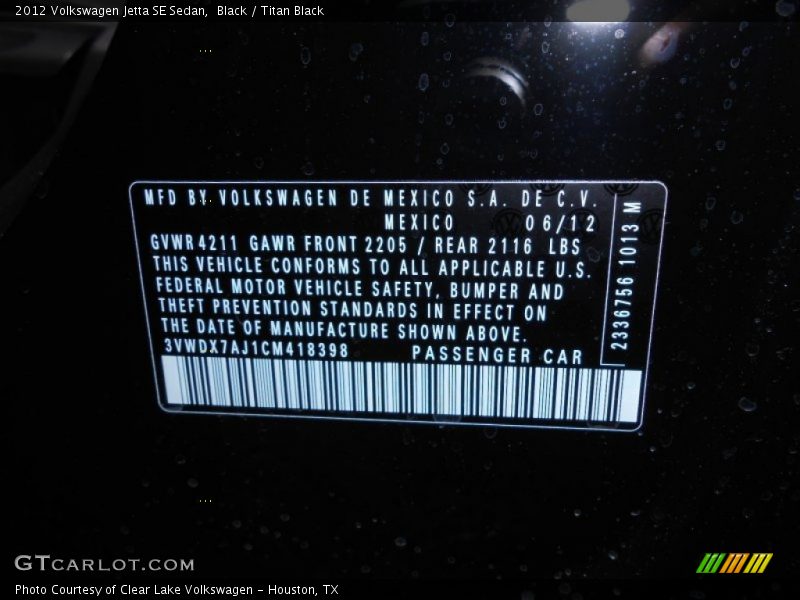 2012 Volkswagen Jetta SE Sedan,  Black / Titan Black
MFD BY VOLKSWAGEN DE MEXICO S.A. DE C.V.
MEXICO 06/12
GVWR 4211 GAWR FRONT 2205 / REAR 2116 LBS
THIS VEHICLE CONFORMS TO ALL APPLICABLE U.S.
FEDERAL MOTOR VEHICLE SAFETY, BUMPER AND
THEFT PREVENTION STANDARDS IN EFFECT ON
THE DATE OF MANUFACTURE SHOWN ABOVE.
3VWDX7AJ1CM418398 PASSENGER CAR
2336756 1013 M
GTCARLOT.COM
Photo Courtesy of Clear Lake Volkswagen – Houston, TX